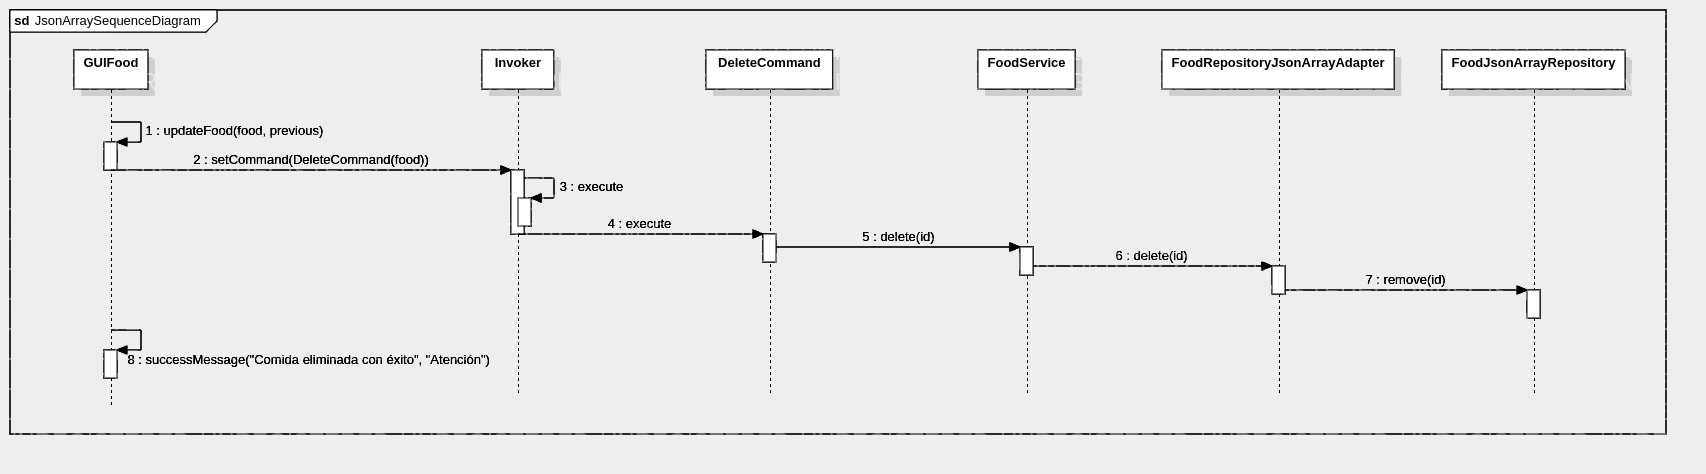 sd JsonArraySequenceDiagram
GUIFood
Invoker
DeleteCommand
FoodService
FoodRepositoryJsonArrayAdapter
FoodJsonArrayRepository
1 : updateFood(food, previous)
2 : setCommand(DeleteCommand(food))
3 : execute
4 : execute
5 : delete(id)
6 : delete(id)
7 : remove(id)
8 : successMessage("Comida eliminada con éxito", "Atención")